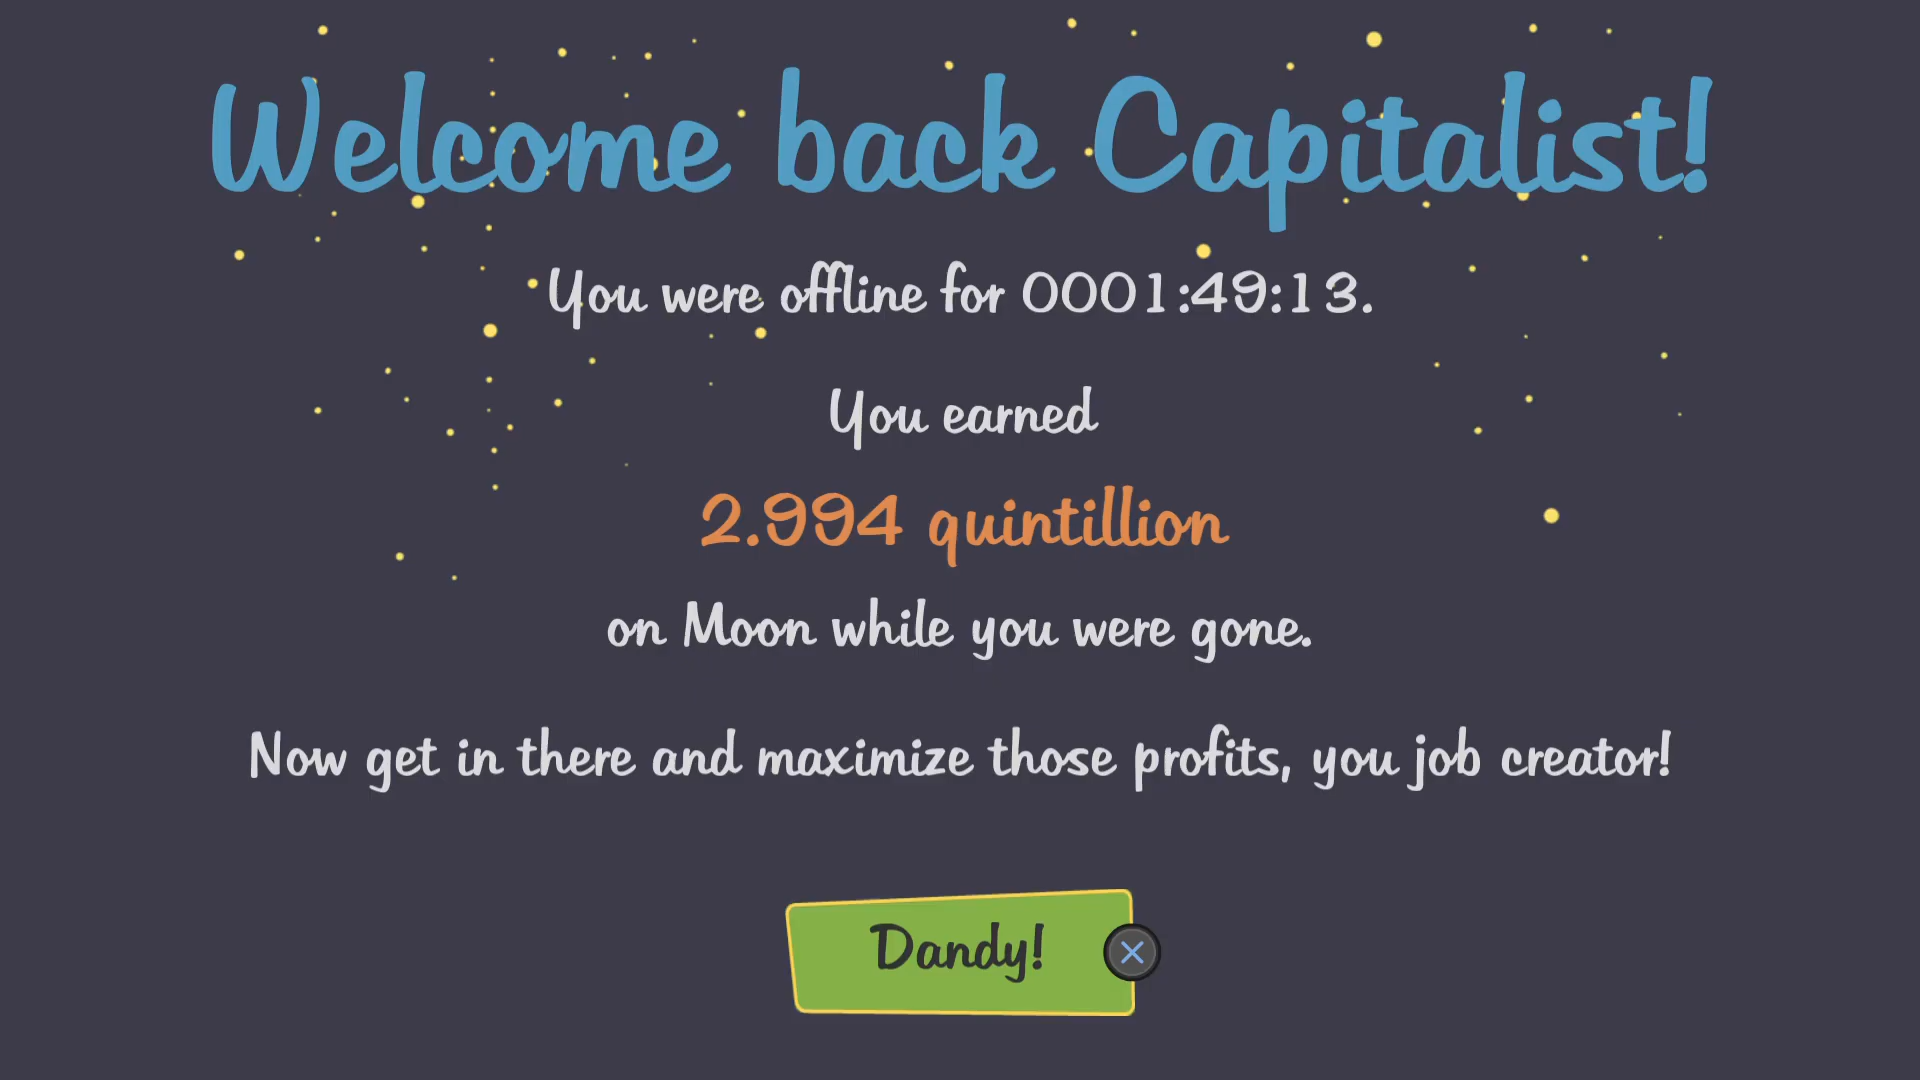 Welcome back Capitalist!
You were offline for 0001:49:13.
You earned
2.994 quintillion
on Moon while you were gone.
Now get in there and maximize those profits, you job creator!
Dandy!